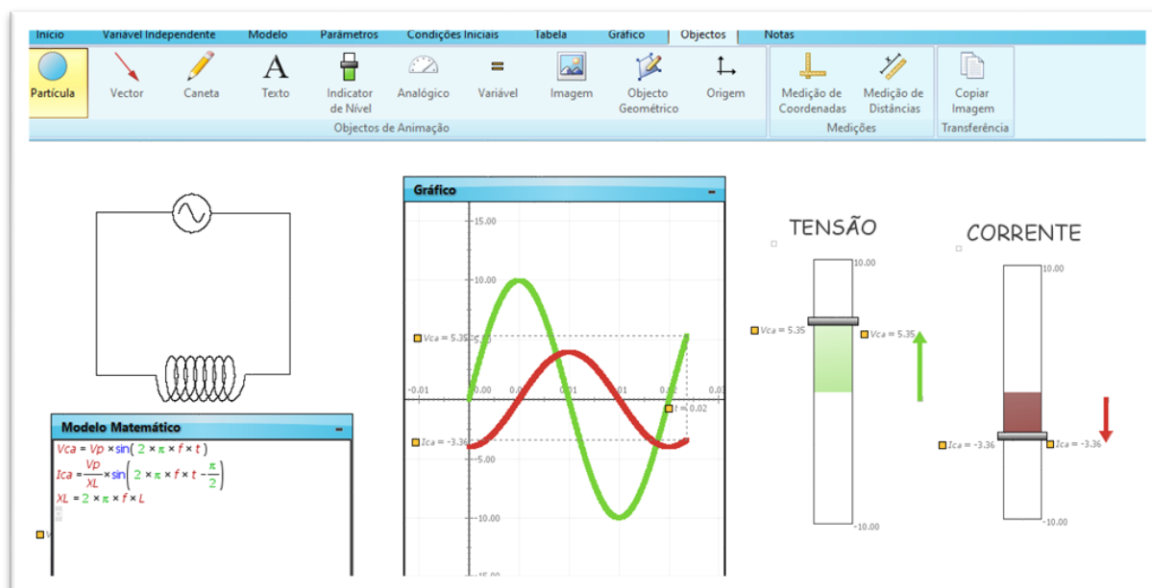 Início Variável Independente Modelo Parâmetros Condições Iniciais Tabela Gráfico Objectos Notas
Partícula Vector Caneta Texto Indicador de Nível Analógico Variável Imagem Objecto Geométrico Origem Medição de Coordenadas Medição de Distâncias Copiar Imagem
Objectos de Animação Medições Transferência
Gráfico
15.00
10.00
Vca = 5.35
-0.01 0.00
0.02
t = 0.02
Ica = -3.36
-5.00
-10.00
-15.00
TENSÃO
10.00
Vca = 5.35
Vca = 5.35
-10.00
CORRENTE
10.00
Ica = -3.36
Ica = -3.36
-10.00
Modelo Matemático
Vca = Vp × sin( 2 × π × f × t )
Ica = Vp/XL × sin( 2 × π × f × t - π/2 )
XL = 2 × π × f × L